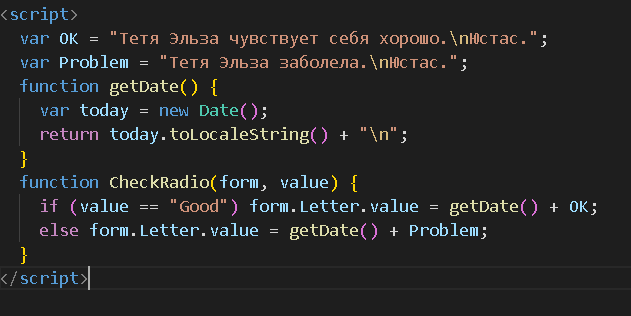 <script>
var OK = "Тетя Эльза чувствует себя хорошо.\nЮстас.";
var Problem = "Тетя Эльза заболела.\nЮстас.";
function getDate() {
var today = new Date();
return today.toLocaleString() + "\n";
}
function CheckRadio(form, value) {
if (value == "Good") form.Letter.value = getDate() + OK;
else form.Letter.value = getDate() + Problem;
}
</script>